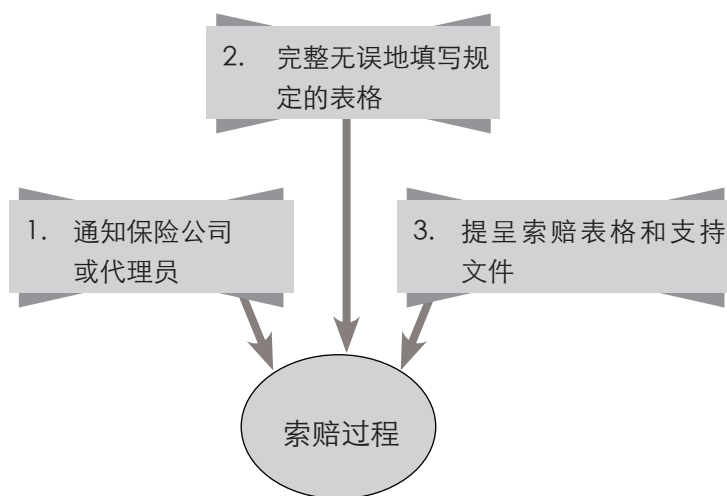 2. 完整无误地填写规
定的表格
1. 通知保险公司
或代理员
3. 提呈索赔表格和支持
文件
索赔过程